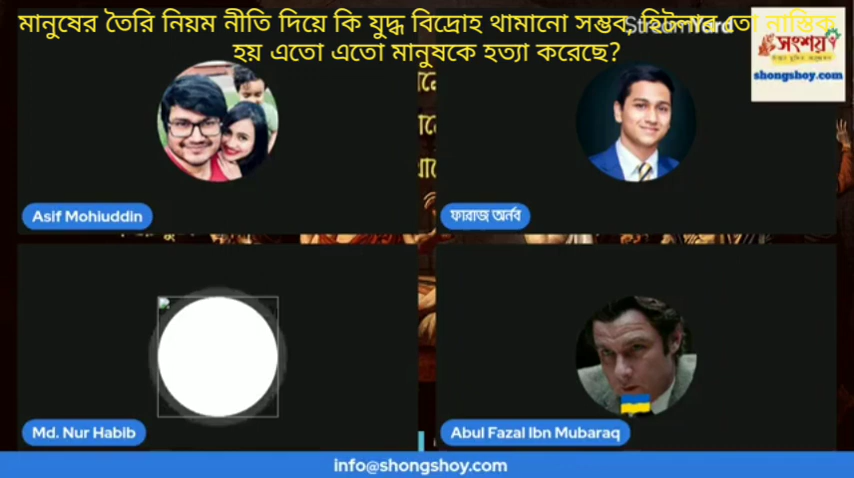 মানুষের তৈরি নিয়ম নীতি দিয়ে কি যুদ্ধ বিদ্রোহ থামানো সম্ভব, হিটলার তো নাস্তিক
হয় এতো এতো মানুষকে হত্যা করেছে?
StreamYard
সংশয়
shongshoy.com
Asif Mohiuddin
ফারাজ অর্নব
Md. Nur Habib
Abul Fazal Ibn Mubaraq
info@shongshoy.com